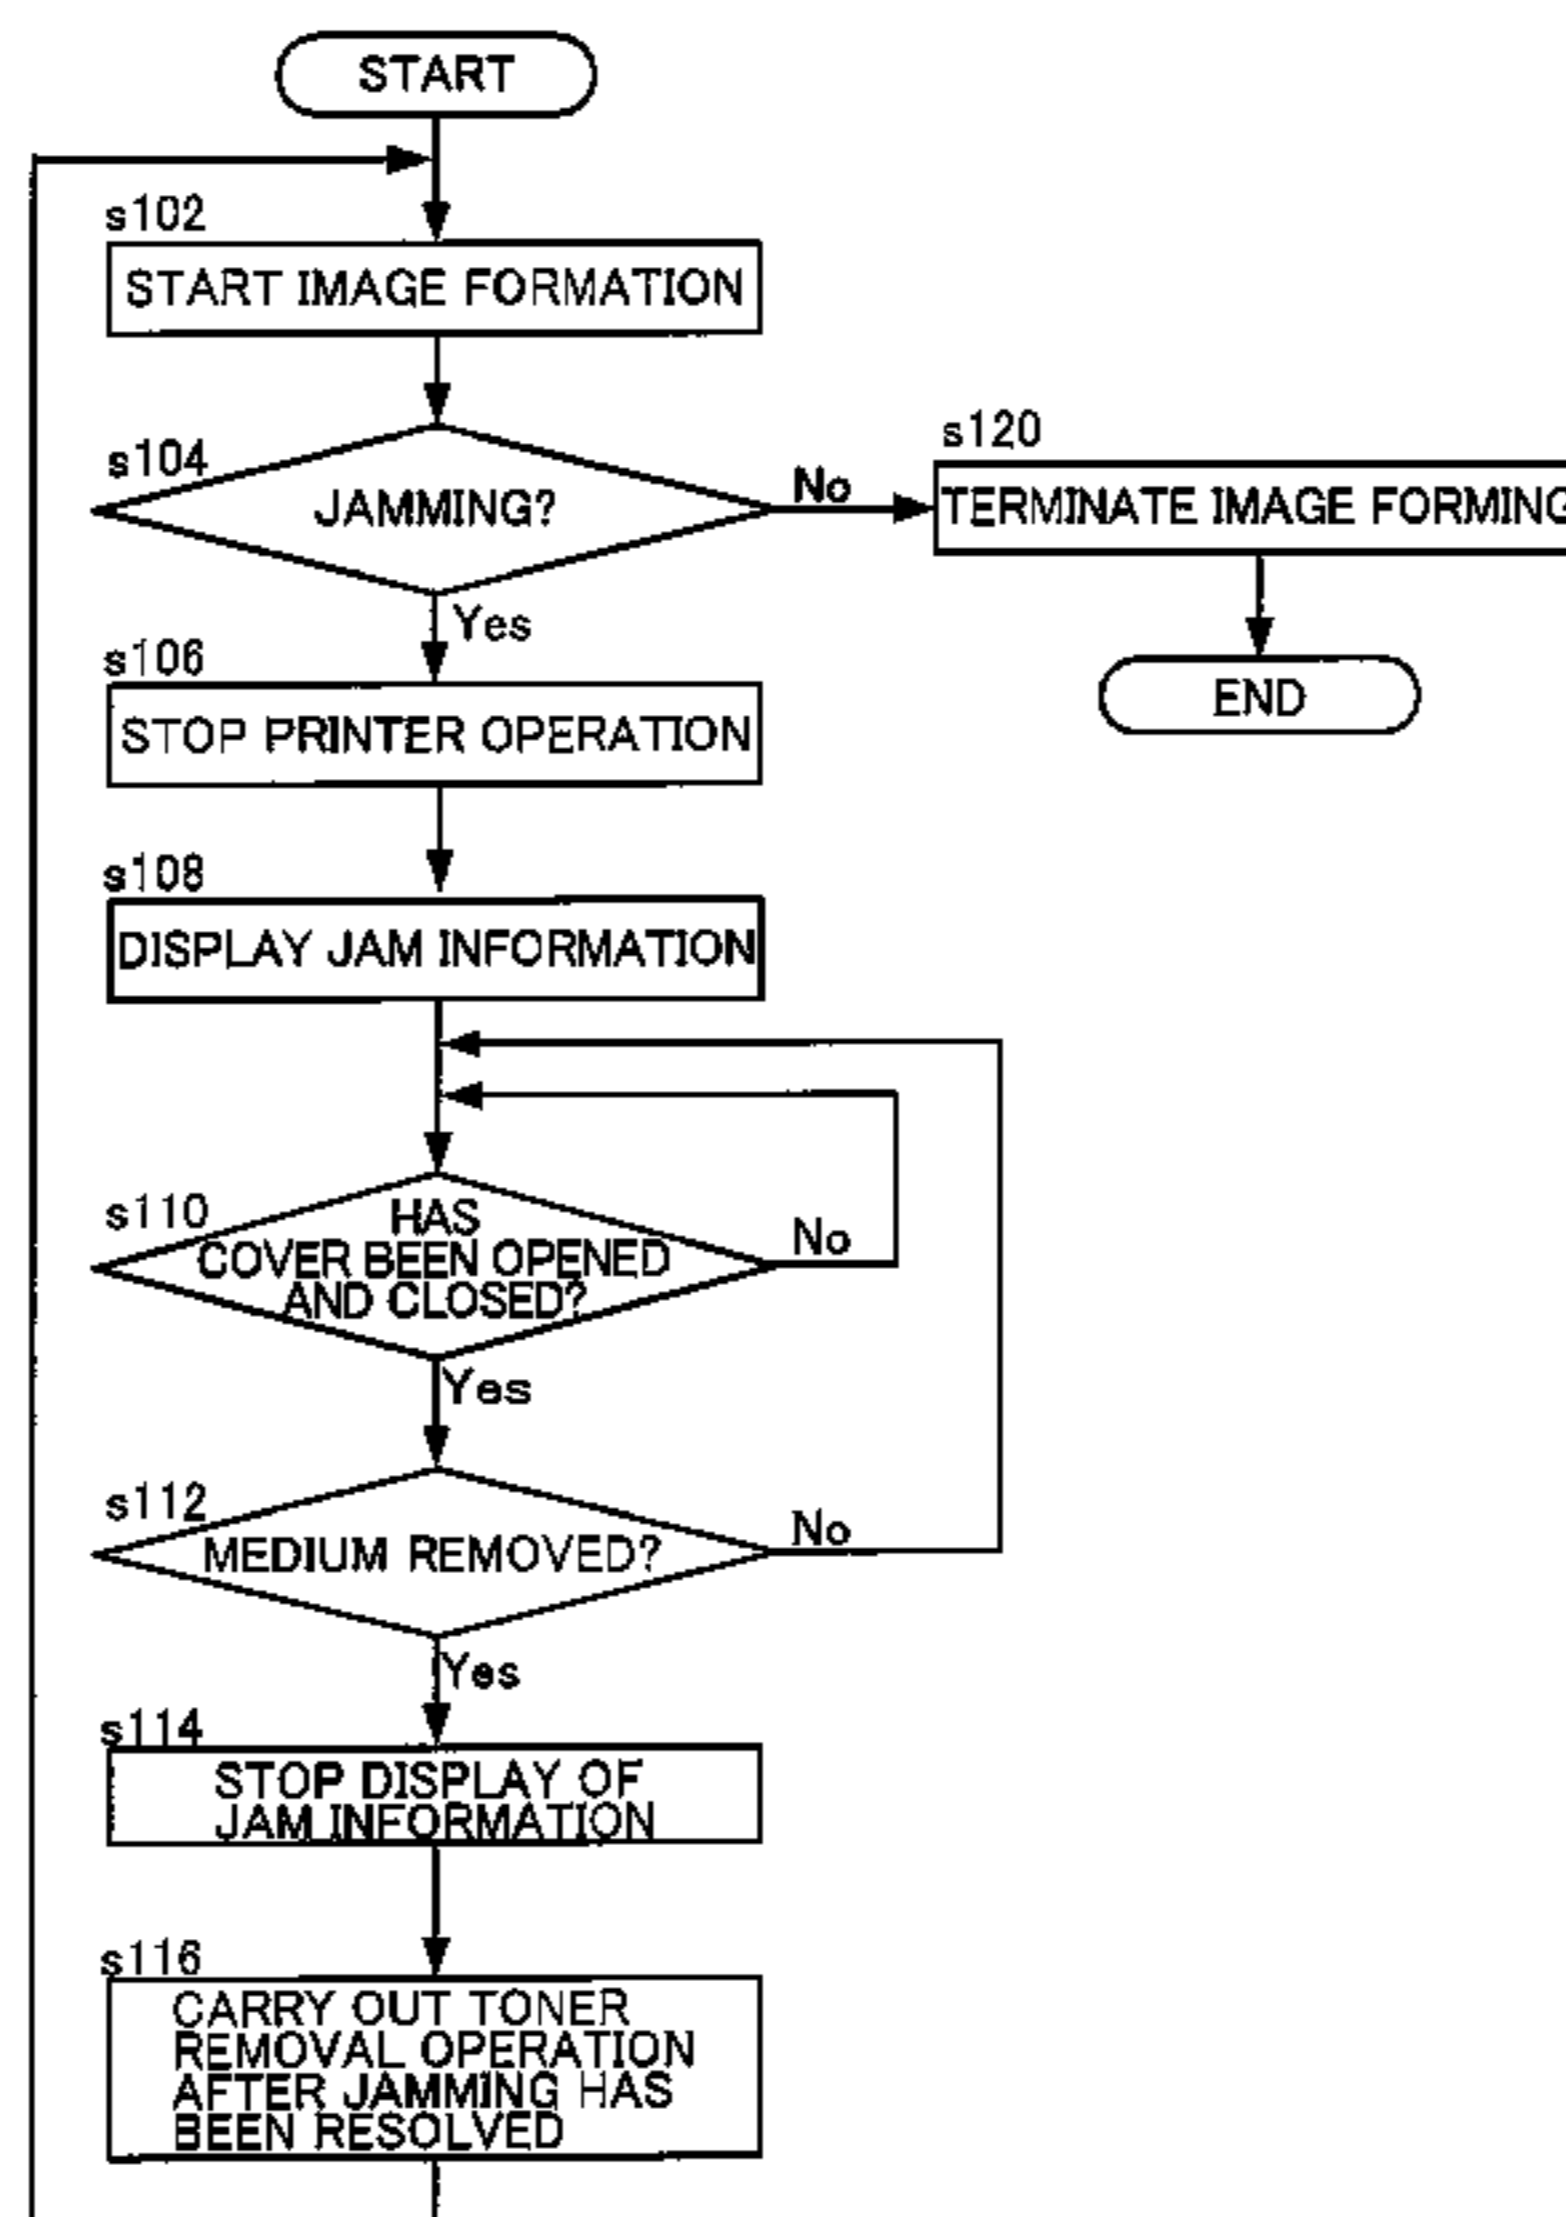 START
s102
START IMAGE FORMATION
s104
JAMMING?
No
s120
TERMINATE IMAGE FORMING
Yes
s106
STOP PRINTER OPERATION
END
s108
DISPLAY JAM INFORMATION
s110
HAS
COVER BEEN OPENED
AND CLOSED?
No
Yes
s112
MEDIUM REMOVED?
No
Yes
s114
STOP DISPLAY OF
JAM INFORMATION
s116
CARRY OUT TONER
REMOVAL OPERATION
AFTER JAMMING HAS
BEEN RESOLVED